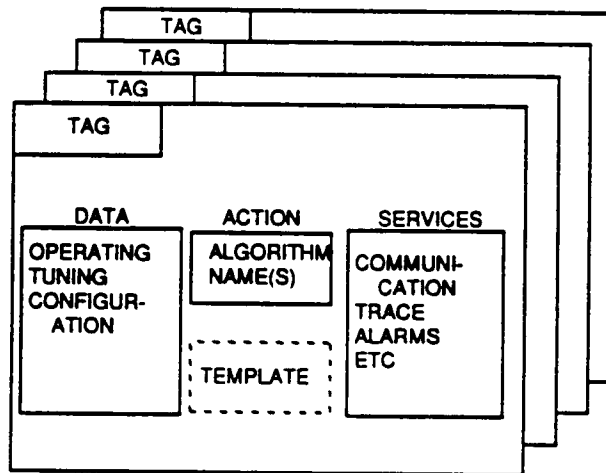 TAG
TAG
TAG
TAG
DATA
OPERATING
TUNING
CONFIGUR-
ATION
ACTION
ALGORITHM
NAME(S)
TEMPLATE
SERVICES
COMMUNI-
CATION
TRACE
ALARMS
ETC